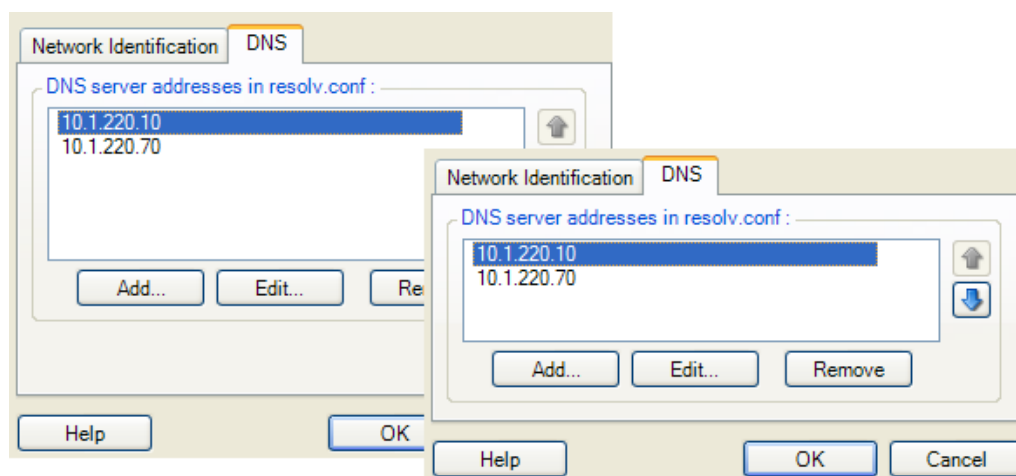 Network Identification DNS
DNS server addresses in resolv.conf :
10.1.220.10
10.1.220.70
Add... Edit... Re
Help OK
Network Identification DNS
DNS server addresses in resolv.conf :
10.1.220.10
10.1.220.70
Add... Edit... Remove
Help OK Cancel